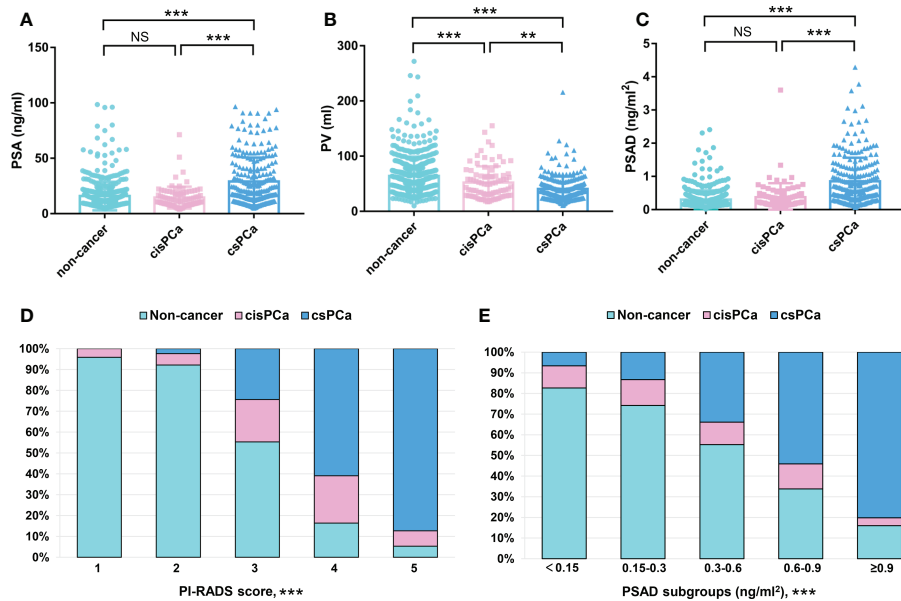 A
***
NS
***
PSA (ng/ml)
150
100
50
0
non-cancer
cisPCa
csPCa
B
***
***
**
PV (ml)
300
200
100
0
non-cancer
cisPCa
csPCa
C
***
NS
***
PSAD (ng/ml²)
5
4
3
2
1
0
non-cancer
cisPCa
csPCa
D
Non-cancer cisPCa csPCa
100%
90%
80%
70%
60%
50%
40%
30%
20%
10%
0%
1 2 3 4 5
PI-RADS score, ***
E
Non-cancer cisPCa csPCa
100%
90%
80%
70%
60%
50%
40%
30%
20%
10%
0%
<0.15 0.15-0.3 0.3-0.6 0.6-0.9 ≥0.9
PSAD subgroups (ng/ml²), ***